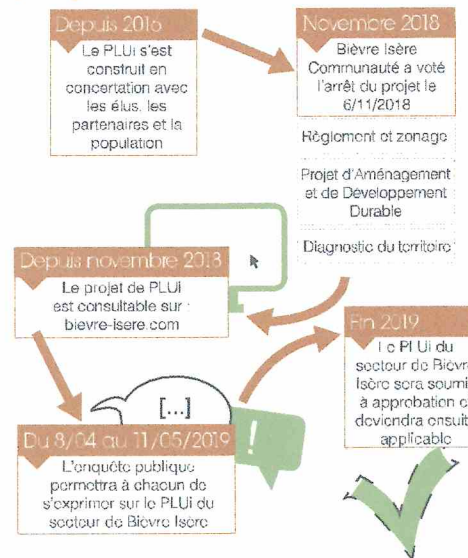 Depuis 2016
Le PLUi s'est
construit en
concertation avec
les élus, les
partenaires et la
population
Novembre 2018
Bièvre Isère
Communauté a voté
l'arrêt du projet le
6/11/2018
Règlement et zonage
Projet d'Aménagement
et de Développement
Durable
Diagnostic du territoire
Depuis novembre 2018
Le projet de PLUi
est consultable sur :
bievre-isere.com
[...]
!
Du 8/04 au 11/05/2019
L'enquête publique
permettra à chacun de
s'exprimer sur le PLUi du
secteur de Bièvre Isère
Fin 2019
Le PLUi du
secteur de Bièvre
Isère sera soumi
à approbation e
deviendra ensuit
applicable